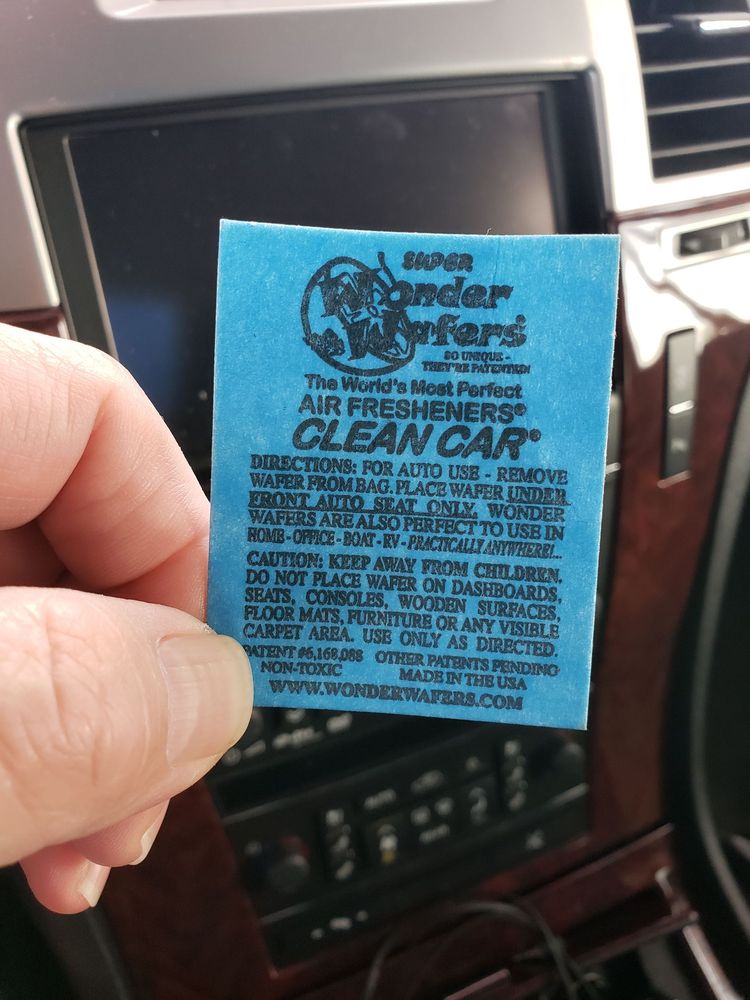 SUPER
Wonder
Wafers
SO UNIQUE -
THEY'RE PATENTED!
The World's Most Perfect
AIR FRESHENERS®
CLEAN CAR®
DIRECTIONS: FOR AUTO USE - REMOVE
WAFER FROM BAG. PLACE WAFER UNDER
FRONT AUTO SEAT ONLY. WONDER
WAFERS ARE ALSO PERFECT TO USE IN
HOME - OFFICE - BOAT - RV - PRACTICALLY ANYWHERE!...
CAUTION: KEEP AWAY FROM CHILDREN.
DO NOT PLACE WAFER ON DASHBOARDS,
SEATS, CONSOLES, WOODEN SURFACES,
FLOOR MATS, FURNITURE OR ANY VISIBLE
CARPET AREA. USE ONLY AS DIRECTED.
PATENT #6,168,088 OTHER PATENTS PENDING
NON-TOXIC MADE IN THE USA
WWW.WONDERWAFERS.COM